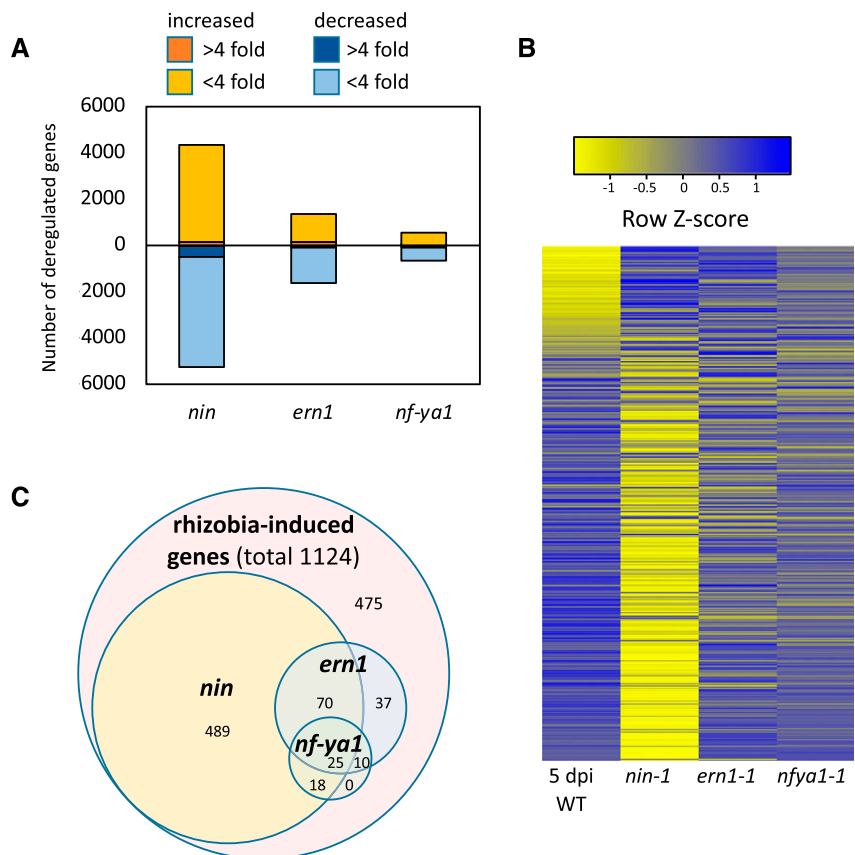 A
increased
decreased
>4 fold
>4 fold
<4 fold
<4 fold
Number of deregulated genes
6000
4000
2000
0
-2000
-4000
-6000
nin
ern1
nf-ya1
B
-1
-0.5
0
0.5
1
Row Z-score
5 dpi
WT
nin-1
ern1-1
nfya1-1
C
rhizobia-induced
genes (total 1124)
475
ern1
nin
70
37
489
nf-ya1
25
10
18
0